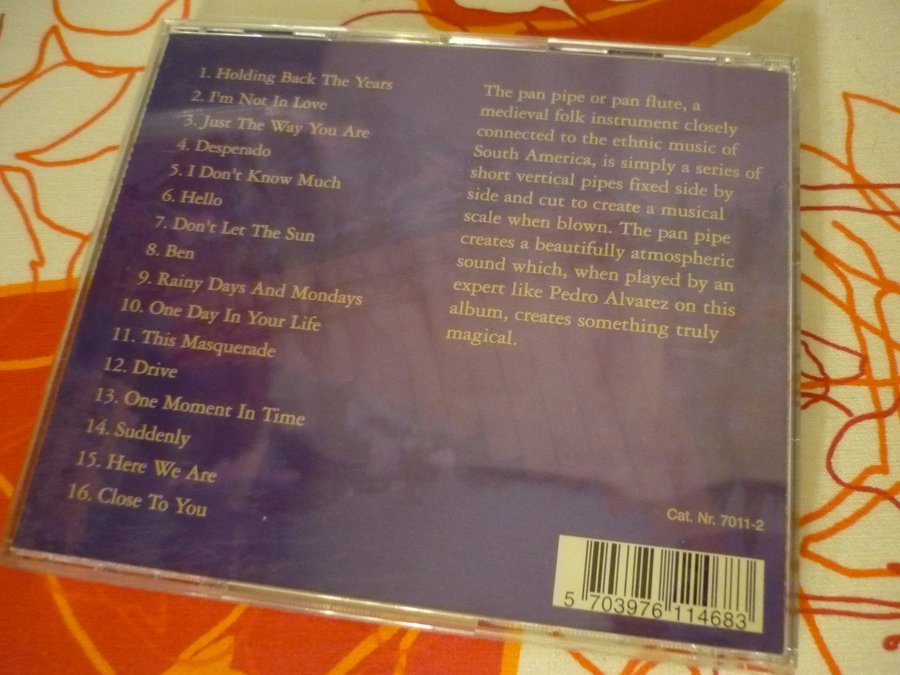 1. Holding Back The Years
2. I'm Not In Love
3. Just The Way You Are
4. Desperado
5. I Don't Know Much
6. Hello
7. Don't Let The Sun
8. Ben
9. Rainy Days And Mondays
10. One Day In Your Life
11. This Masquerade
12. Drive
13. One Moment In Time
14. Suddenly
15. Here We Are
16. Close To You
The pan pipe or pan flute, a
medieval folk instrument closely
connected to the ethnic music of
South America, is simply a series of
short vertical pipes fixed side by
side and cut to create a musical
scale when blown. The pan pipe
creates a beautifully atmospheric
sound which, when played by an
expert like Pedro Alvarez on this
album, creates something truly
magical.
Cat. Nr. 7011-2
5 703976 114683